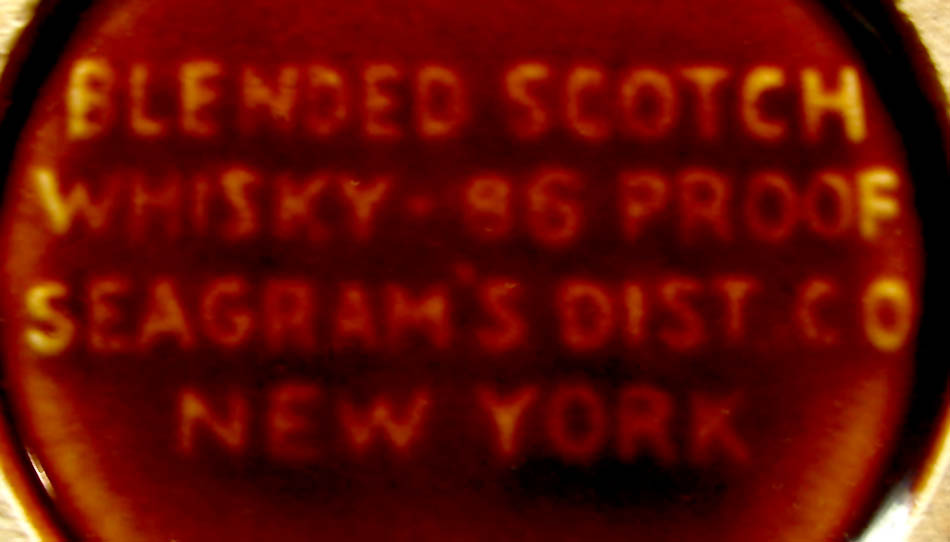 BLENDED SCOTCH
WHISKY-86 PROOF
SEAGRAM'S DIST. CO
NEW YORK